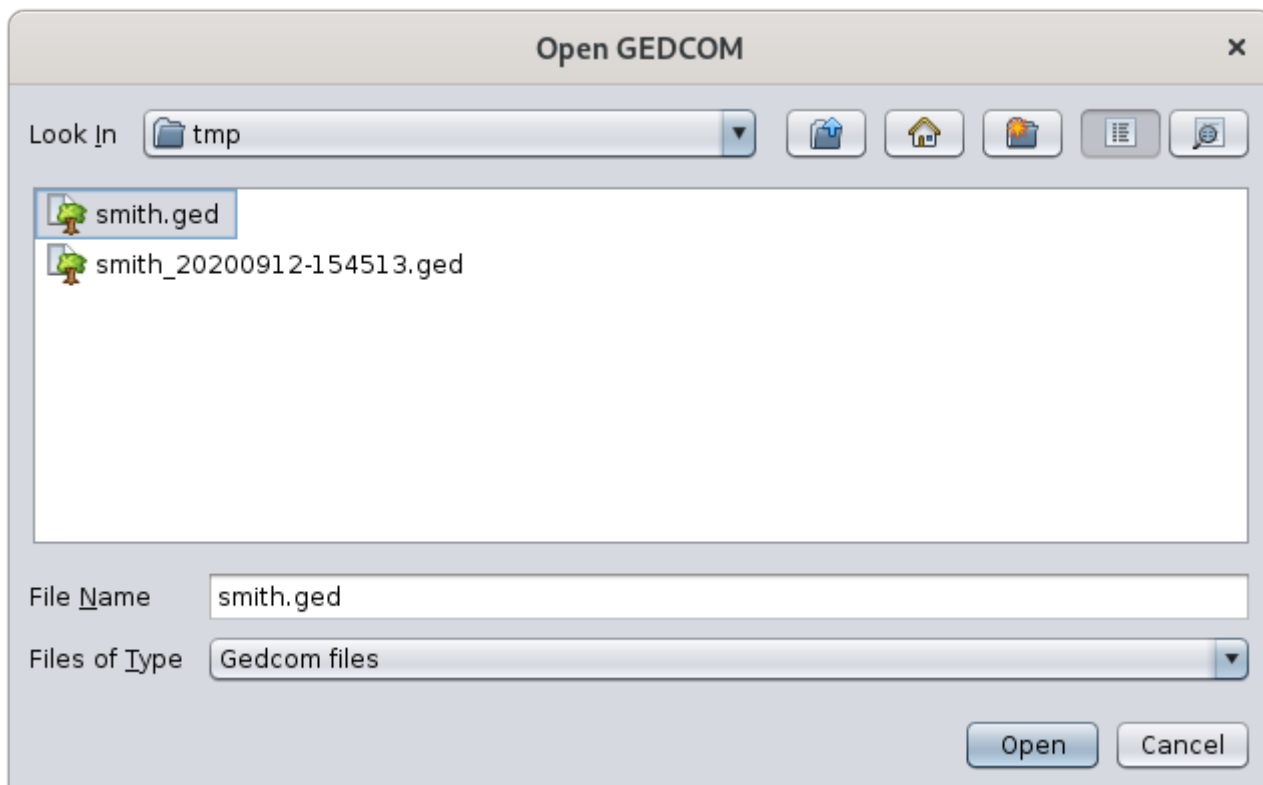 Open GEDCOM
Look In tmp
smith.ged
smith_20200912-154513.ged
File Name smith.ged
Files of Type Gedcom files
Open Cancel